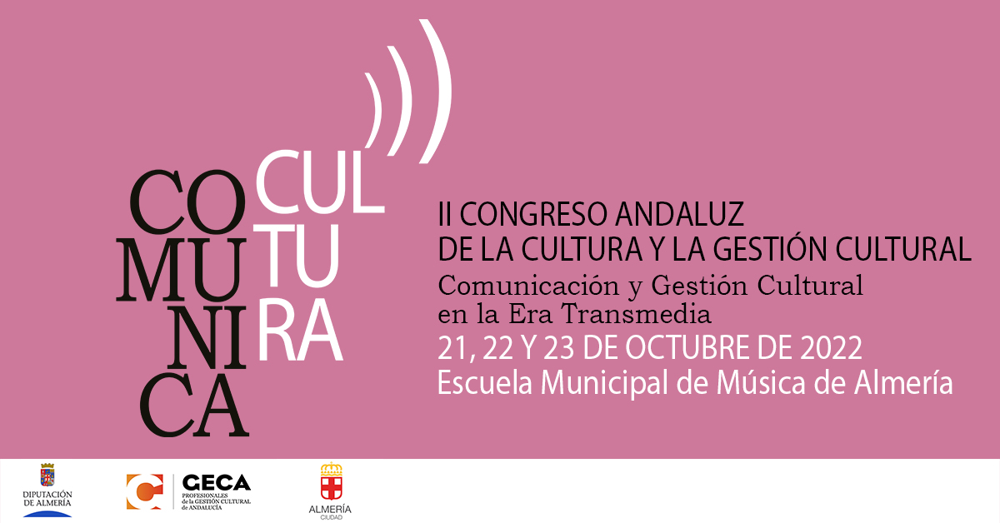 CO
MU
NI
CA
CUL
TU
RA
II CONGRESO ANDALUZ
DE LA CULTURA Y LA GESTIÓN CULTURAL
Comunicación y Gestión Cultural
en la Era Transmedia
21, 22 Y 23 DE OCTUBRE DE 2022
Escuela Municipal de Música de Almería
DIPUTACIÓN
DE ALMERÍA
GECA
PROFESIONALES
de la GESTIÓN CULTURAL
de ANDALUCÍA
ALMERÍA
CIUDAD